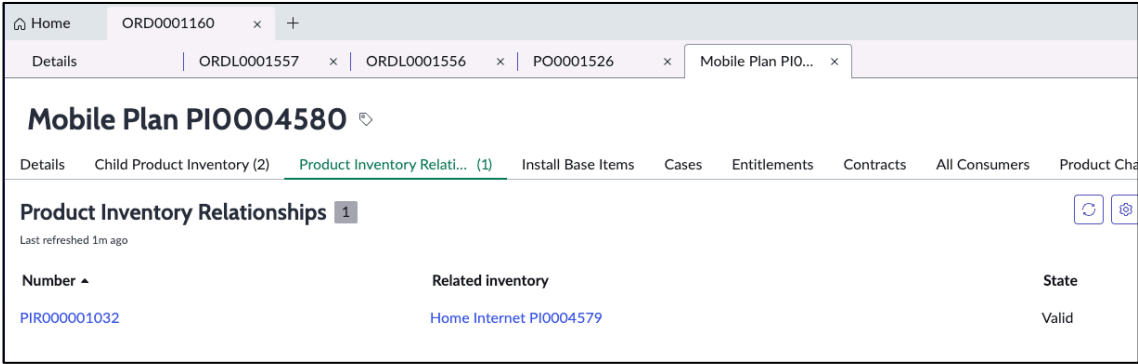 Home ORD0001160 × +
Details ORDL0001557 × ORDL0001556 × PO0001526 × Mobile Plan PI0... ×
Mobile Plan PI0004580
Details Child Product Inventory (2) Product Inventory Relati... (1) Install Base Items Cases Entitlements Contracts All Consumers Product Cha
Product Inventory Relationships 1
Last refreshed 1m ago
Number Related inventory State
PIR000001032 Home Internet PI0004579 Valid